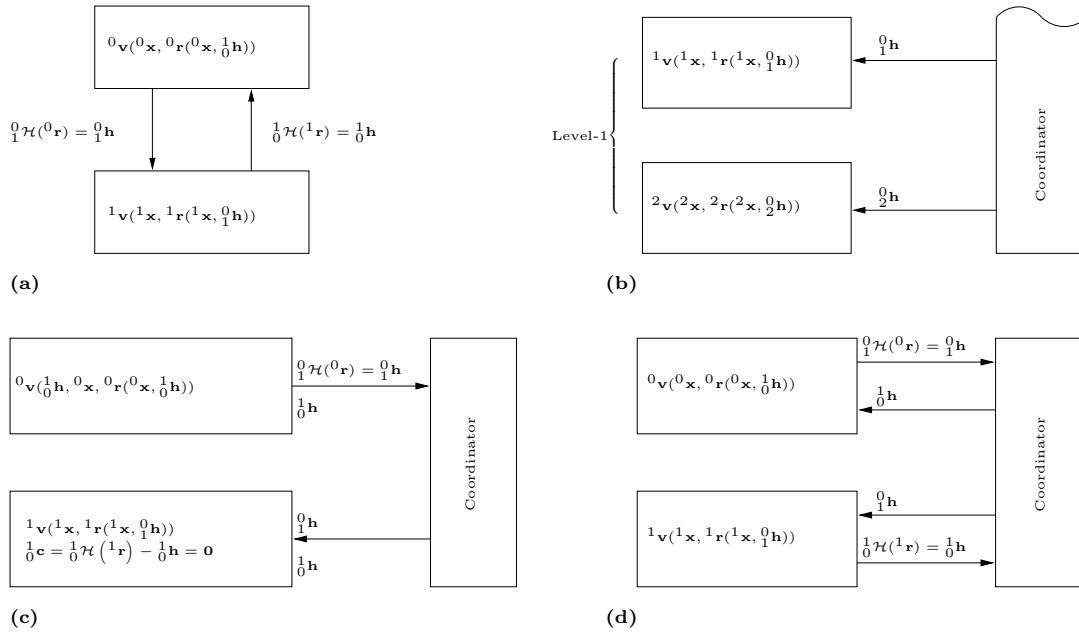 ⁰v(⁰x, ⁰r(⁰x, ¹₀h))
⁰₁ℋ(⁰r) = ⁰₁h
¹₀ℋ(¹r) = ¹₀h
¹v(¹x, ¹r(¹x, ⁰₁h))
(a)
Level-1
¹v(¹x, ¹r(¹x, ⁰₁h))
⁰₁h
²v(²x, ²r(²x, ⁰₂h))
⁰₂h
Coordinator
(b)
⁰v(¹₀h, ⁰x, ⁰r(⁰x, ¹₀h))
⁰₁ℋ(⁰r) = ⁰₁h
¹₀h
Coordinator
¹v(¹x, ¹r(¹x, ⁰₁h))
¹₀c = ¹₀ℋ(¹r) − ¹₀h = 0
⁰₁h
¹₀h
(c)
⁰v(⁰x, ⁰r(⁰x, ¹₀h))
⁰₁ℋ(⁰r) = ⁰₁h
¹₀h
Coordinator
¹v(¹x, ¹r(¹x, ⁰₁h))
⁰₁h
¹₀ℋ(¹r) = ¹₀h
(d)